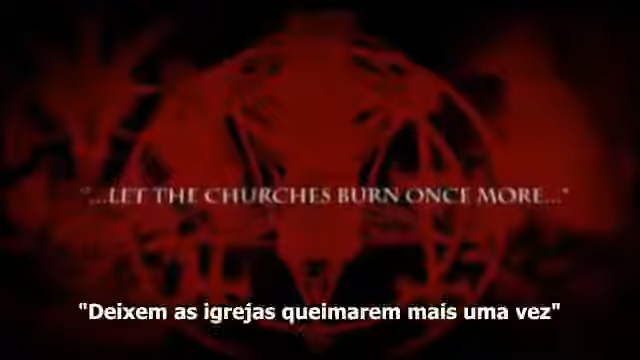 "...LET THE CHURCHES BURN ONCE MORE..."
"Deixem as igrejas queimarem mais uma vez"